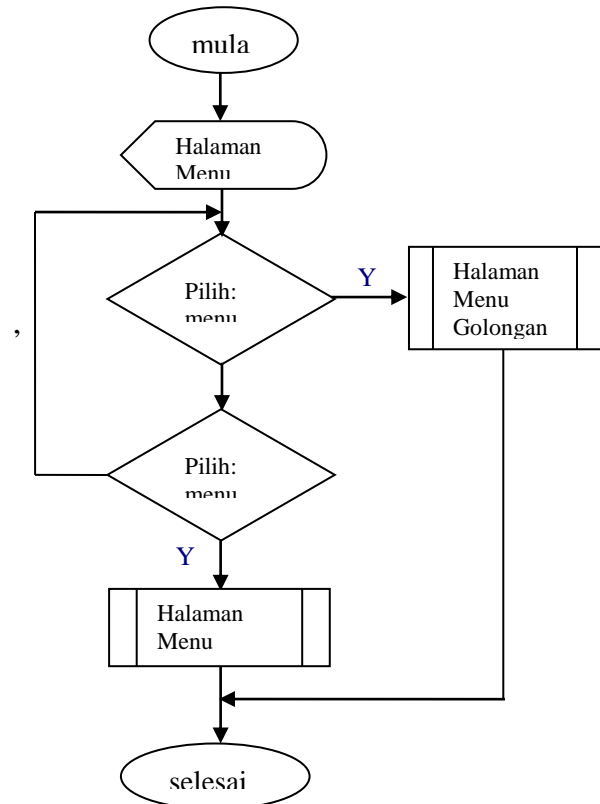 mula
Halaman
Menu
Pilih:
menu
Y
Halaman
Menu
Golongan
,
Pilih:
menu
Y
Halaman
Menu
selesai